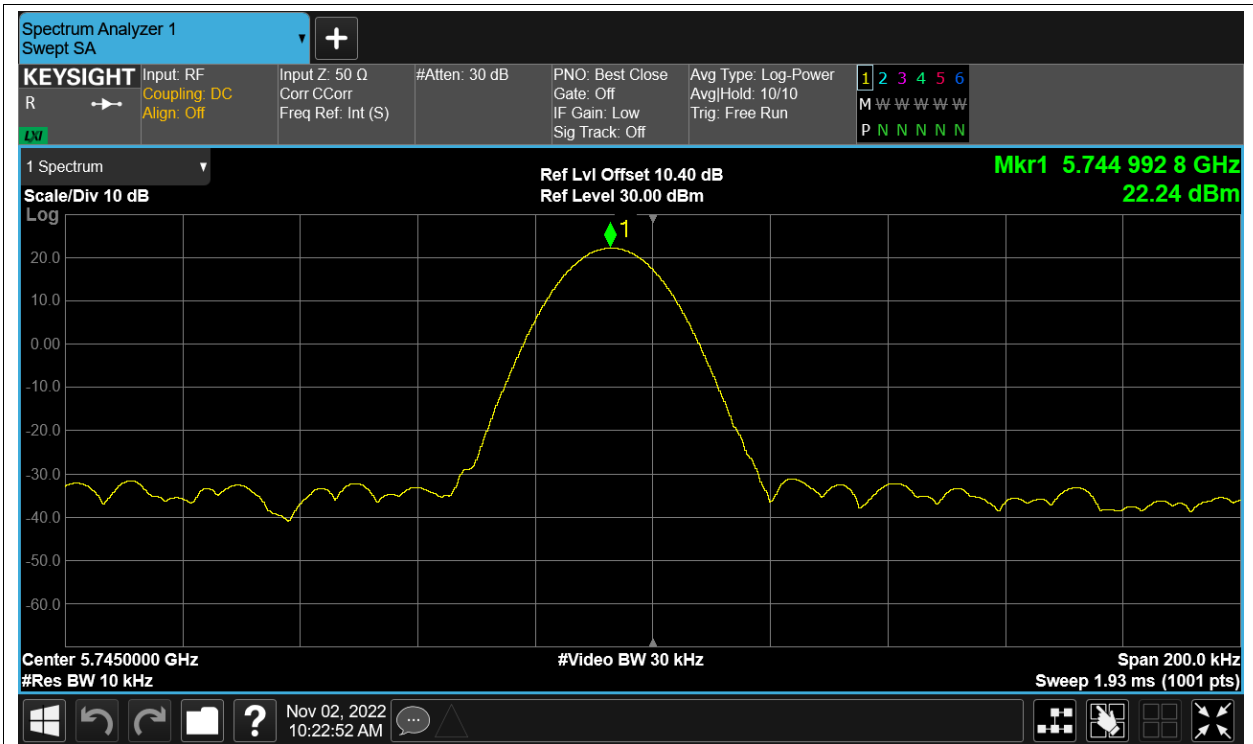 Spectrum Analyzer 1
Swept SA
▼
+
KEYSIGHT Input: RF Input Z: 50 Ω #Atten: 30 dB PNO: Best Close Avg Type: Log-Power 1 2 3 4 5 6
R Coupling: DC Corr CCorr Gate: Off Avg|Hold: 10/10 M W W W W W
Align: Off Freq Ref: Int (S) IF Gain: Low Trig: Free Run
LXI Sig Track: Off P N N N N N
1 Spectrum ▼ Ref Lvl Offset 10.40 dB Mkr1 5.744 992 8 GHz
Scale/Div 10 dB Ref Level 30.00 dBm 22.24 dBm
Log
1
20.0
10.0
0.00
-10.0
-20.0
-30.0
-40.0
-50.0
-60.0
Center 5.7450000 GHz #Video BW 30 kHz Span 200.0 kHz
#Res BW 10 kHz Sweep 1.93 ms (1001 pts)
? Nov 02, 2022
10:22:52 AM